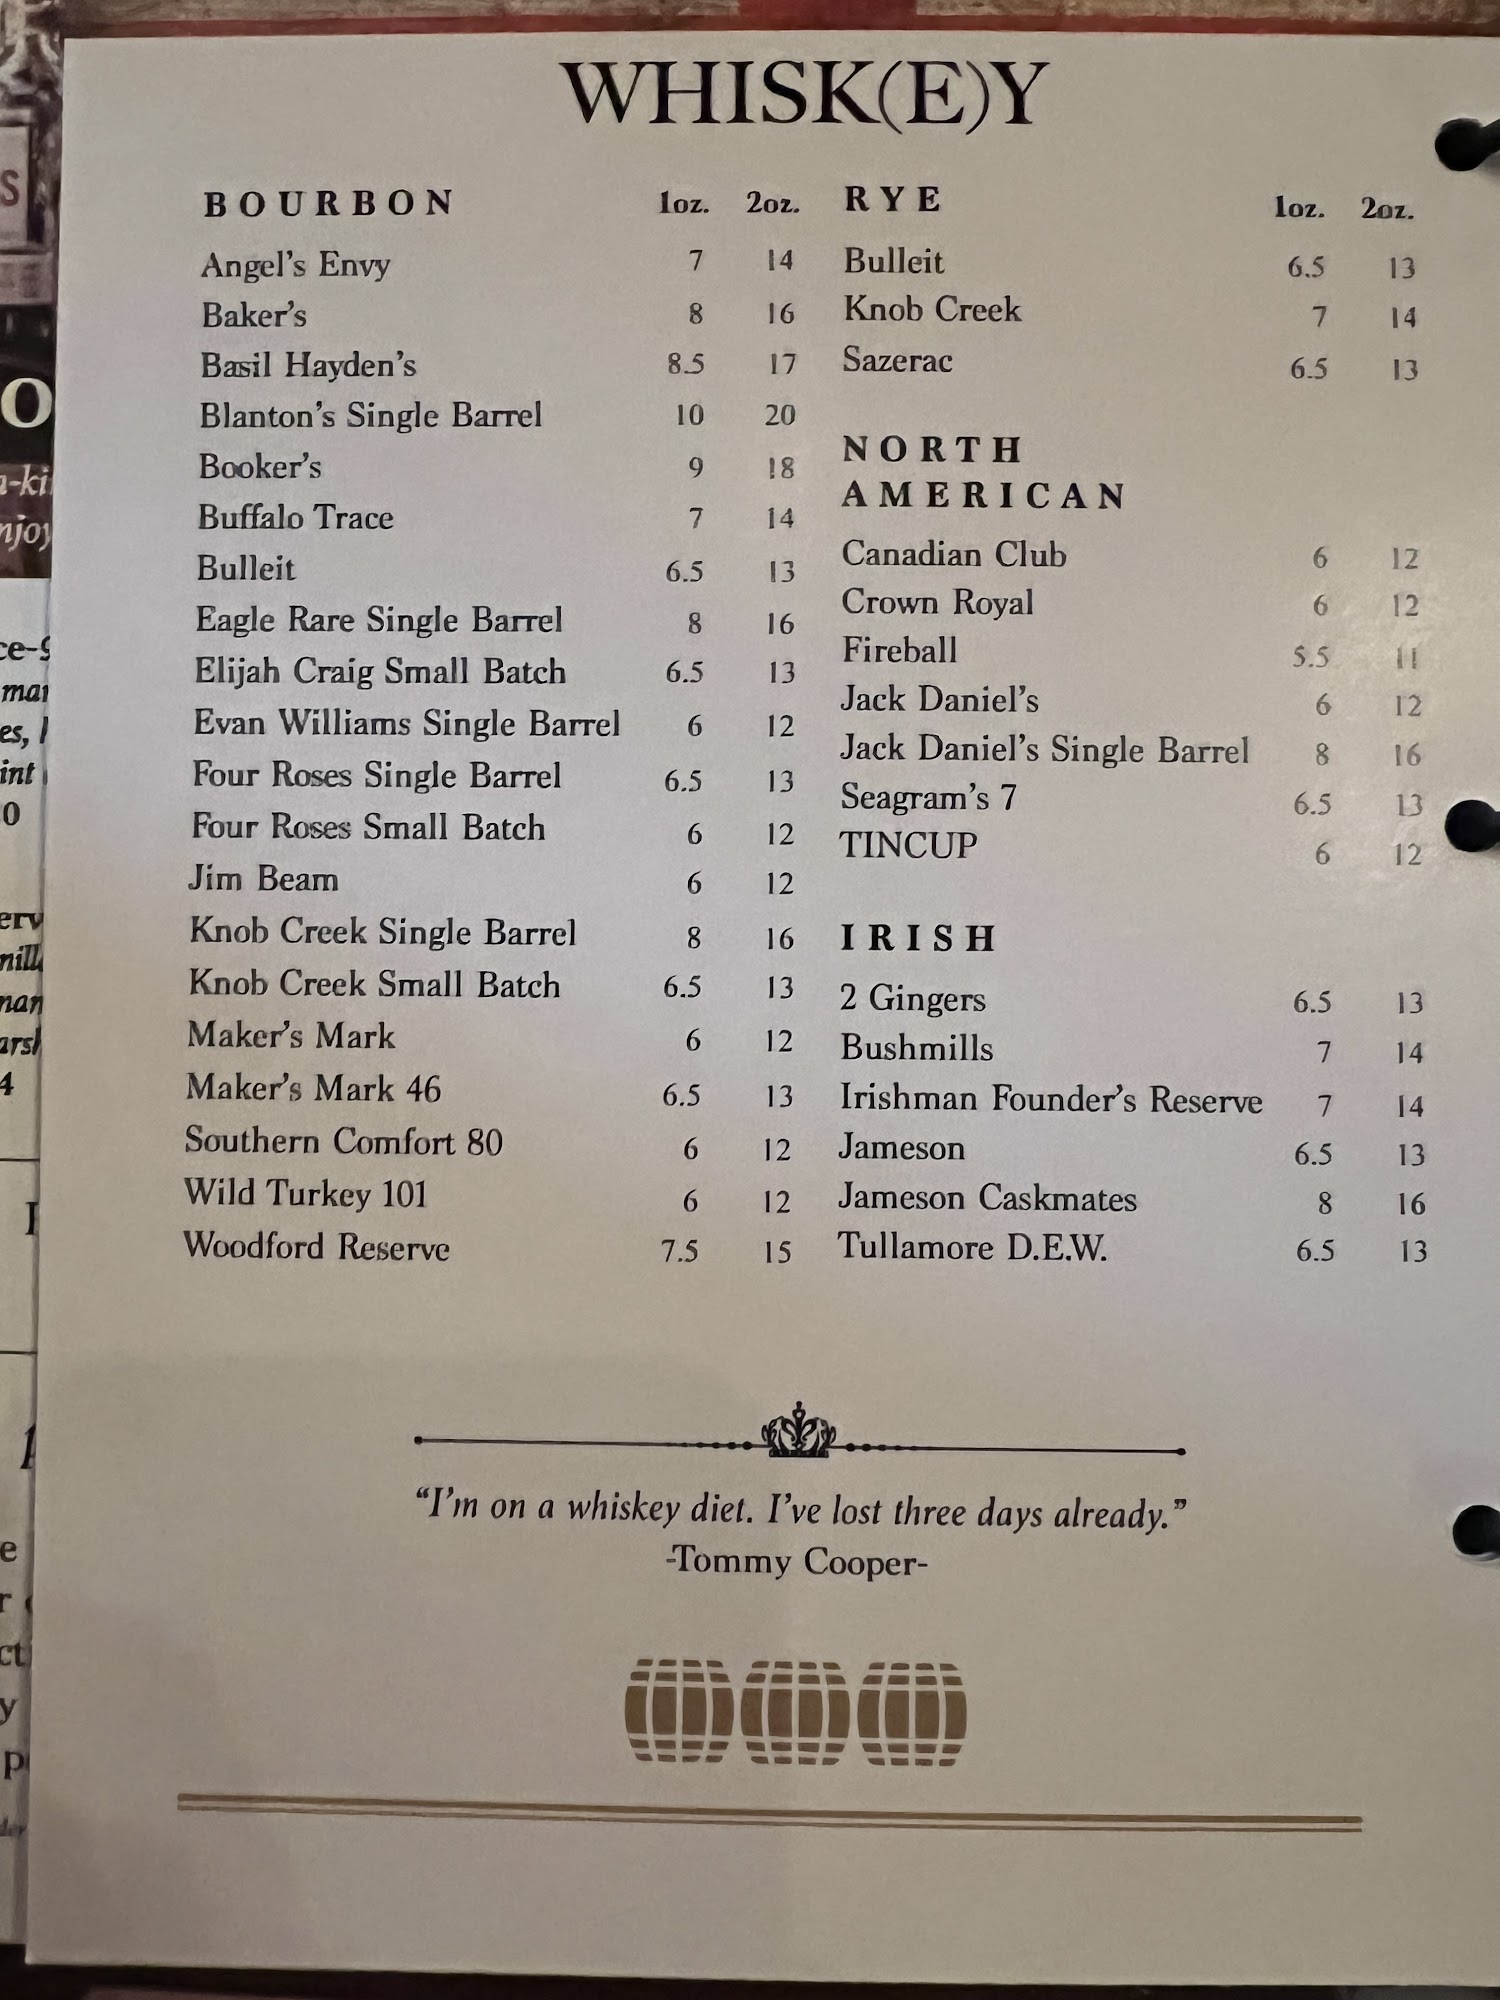 WHISK(E)Y
BOURBON 1oz. 2oz.
Angel's Envy 7 14
Baker's 8 16
Basil Hayden's 8.5 17
Blanton's Single Barrel 10 20
Booker's 9 18
Buffalo Trace 7 14
Bulleit 6.5 13
Eagle Rare Single Barrel 8 16
Elijah Craig Small Batch 6.5 13
Evan Williams Single Barrel 6 12
Four Roses Single Barrel 6.5 13
Four Roses Small Batch 6 12
Jim Beam 6 12
Knob Creek Single Barrel 8 16
Knob Creek Small Batch 6.5 13
Maker's Mark 6 12
Maker's Mark 46 6.5 13
Southern Comfort 80 6 12
Wild Turkey 101 6 12
Woodford Reserve 7.5 15
RYE 1oz. 2oz.
Bulleit 6.5 13
Knob Creek 7 14
Sazerac 6.5 13
NORTH
AMERICAN
Canadian Club 6 12
Crown Royal 6 12
Fireball 5.5 11
Jack Daniel's 6 12
Jack Daniel's Single Barrel 8 16
Seagram's 7 6.5 13
TINCUP 6 12
IRISH
2 Gingers 6.5 13
Bushmills 7 14
Irishman Founder's Reserve 7 14
Jameson 6.5 13
Jameson Caskmates 8 16
Tullamore D.E.W. 6.5 13
"I'm on a whiskey diet. I've lost three days already."
-Tommy Cooper-